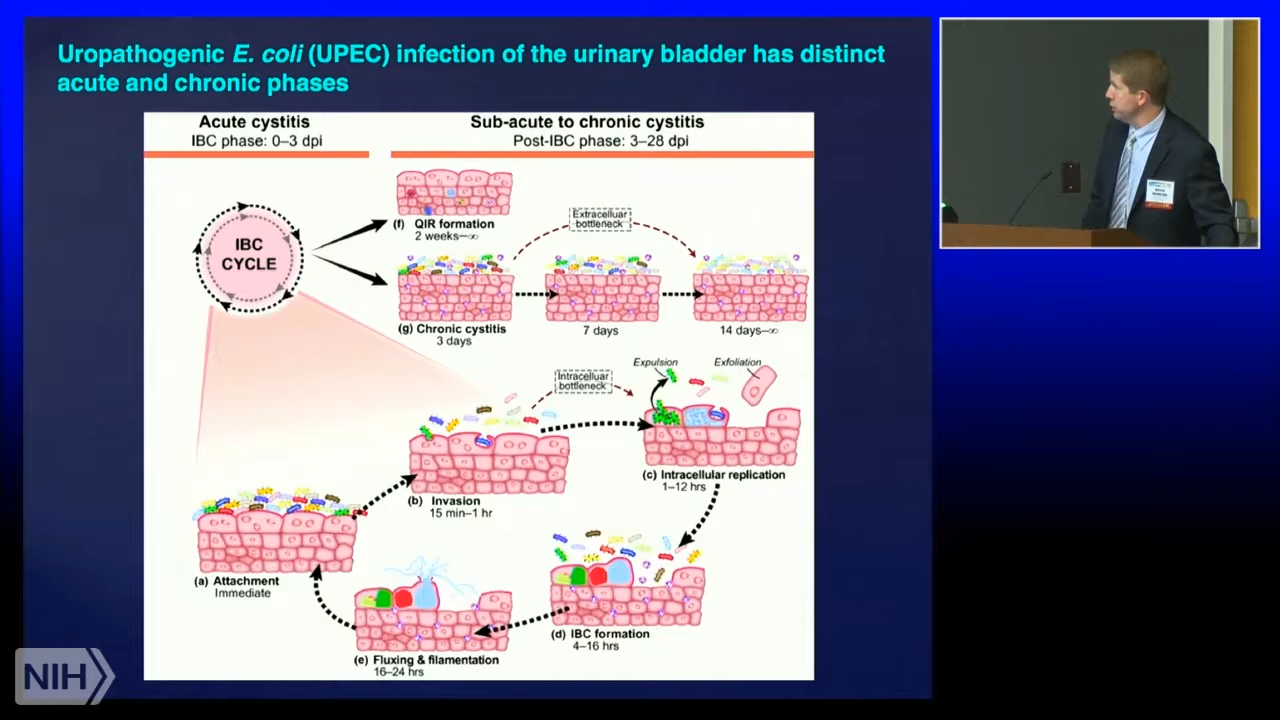 Uropathogenic E. coli (UPEC) infection of the urinary bladder has distinct
acute and chronic phases
Acute cystitis
IBC phase: 0–3 dpi
Sub-acute to chronic cystitis
Post-IBC phase: 3–28 dpi
IBC
CYCLE
(f) QIR formation
2 weeks–∞
Extracelluar
bottleneck
(g) Chronic cystitis
3 days
7 days
14 days–∞
Intracelluar
bottleneck
Expulsion
Exfoliation
(b) Invasion
15 min–1 hr
(c) Intracellular replication
1–12 hrs
(a) Attachment
Immediate
(d) IBC formation
4–16 hrs
(e) Fluxing & filamentation
16–24 hrs
NIH